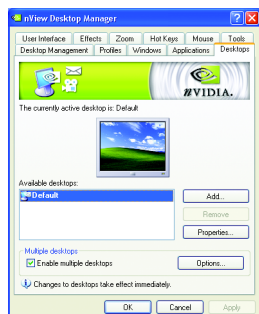 nView Desktop Manager
User Interface Effects Zoom Hot Keys Mouse Tools
Desktop Management Profiles Windows Applications Desktops
NVIDIA.
The currently active desktop is: Default
Available desktops:
Default
Add...
Remove
Properties...
Multiple desktops
Enable multiple desktops
Options...
Changes to desktops take effect immediately.
OK Cancel Apply